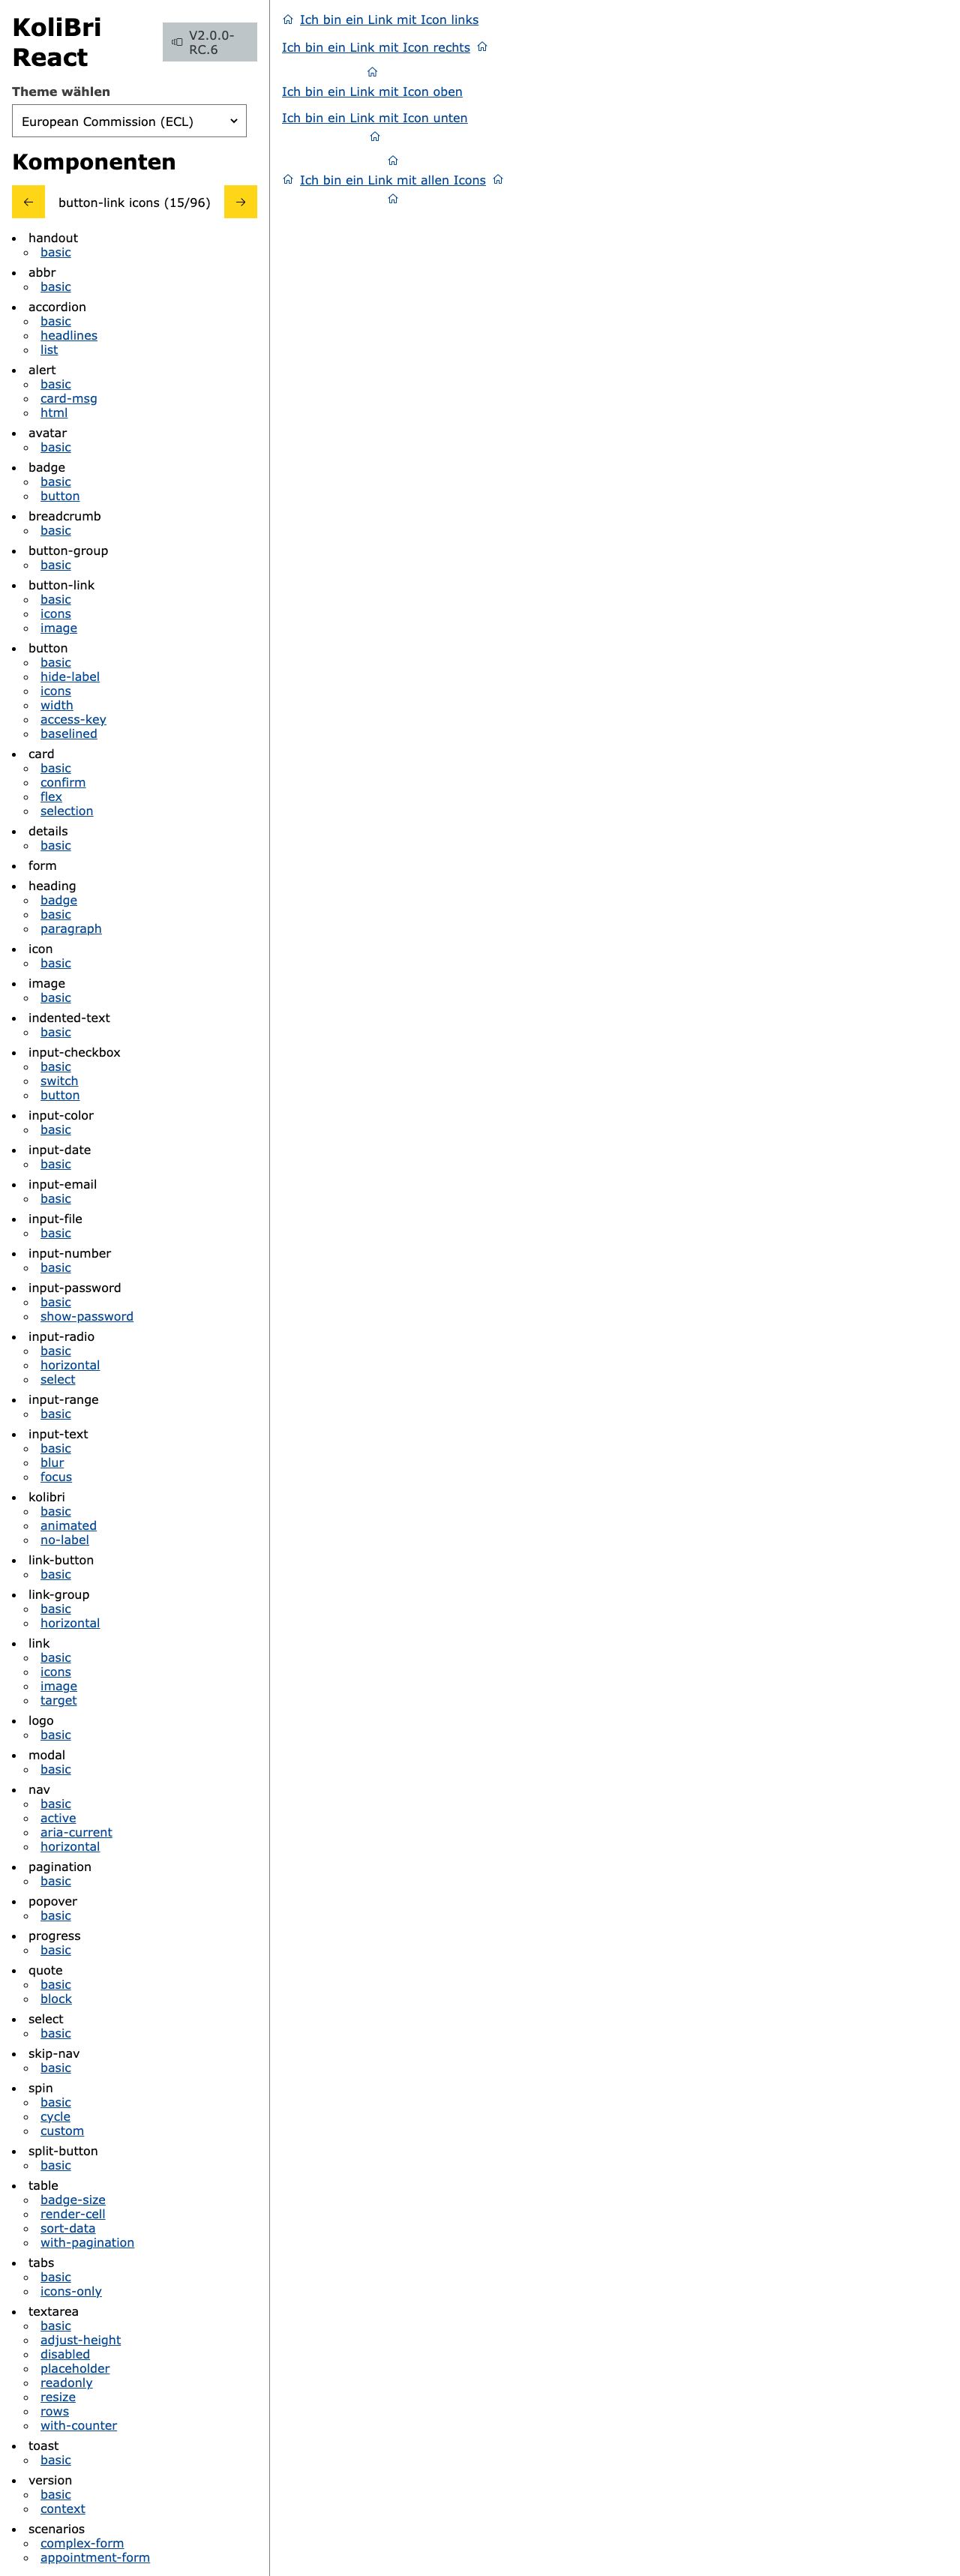 KoliBri
React
V2.0.0-
RC.6
Theme wählen
European Commission (ECL)
Komponenten
button-link icons (15/96)
handout
basic
abbr
basic
accordion
basic
headlines
list
alert
basic
card-msg
html
avatar
basic
badge
basic
button
breadcrumb
basic
button-group
basic
button-link
basic
icons
image
button
basic
hide-label
icons
width
access-key
baselined
card
basic
confirm
flex
selection
details
basic
form
heading
badge
basic
paragraph
icon
basic
image
basic
indented-text
basic
input-checkbox
basic
switch
button
input-color
basic
input-date
basic
input-email
basic
input-file
basic
input-number
basic
input-password
basic
show-password
input-radio
basic
horizontal
select
input-range
basic
input-text
basic
blur
focus
kolibri
basic
animated
no-label
link-button
basic
link-group
basic
horizontal
link
basic
icons
image
target
logo
basic
modal
basic
nav
basic
active
aria-current
horizontal
pagination
basic
popover
basic
progress
basic
quote
basic
block
select
basic
skip-nav
basic
spin
basic
cycle
custom
split-button
basic
table
badge-size
render-cell
sort-data
with-pagination
tabs
basic
icons-only
textarea
basic
adjust-height
disabled
placeholder
readonly
resize
rows
with-counter
toast
basic
version
basic
context
scenarios
complex-form
appointment-form
Ich bin ein Link mit Icon links
Ich bin ein Link mit Icon rechts
Ich bin ein Link mit Icon oben
Ich bin ein Link mit Icon unten
Ich bin ein Link mit allen Icons